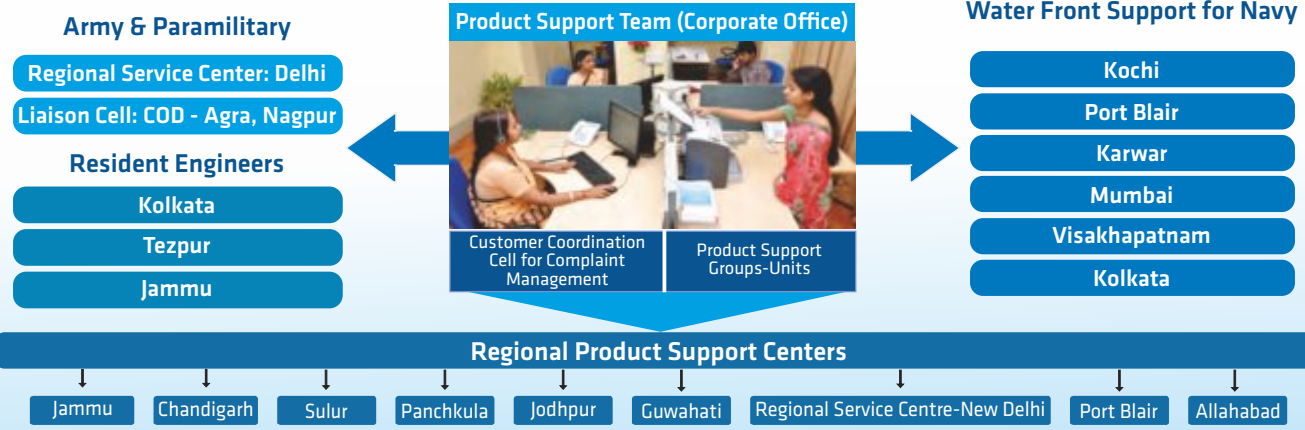 Army & Paramilitary
Regional Service Center: Delhi
Liaison Cell: COD - Agra, Nagpur
Resident Engineers
Kolkata
Tezpur
Jammu
Product Support Team (Corporate Office)
Customer Coordination
Cell for Complaint
Management
Product Support
Groups-Units
Water Front Support for Navy
Kochi
Port Blair
Karwar
Mumbai
Visakhapatnam
Kolkata
Regional Product Support Centers
Jammu
Chandigarh
Sulur
Panchkula
Jodhpur
Guwahati
Regional Service Centre-New Delhi
Port Blair
Allahabad